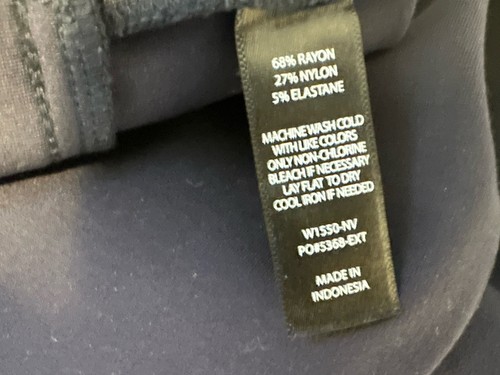 68% RAYON
27% NYLON
5% ELASTANE
MACHINE WASH COLD
WITH LIKE COLORS
ONLY NON-CHLORINE
BLEACH IF NECESSARY
LAY FLAT TO DRY
COOL IRON IF NEEDED
W1550-NV
PO#5368-EXT
MADE IN
INDONESIA